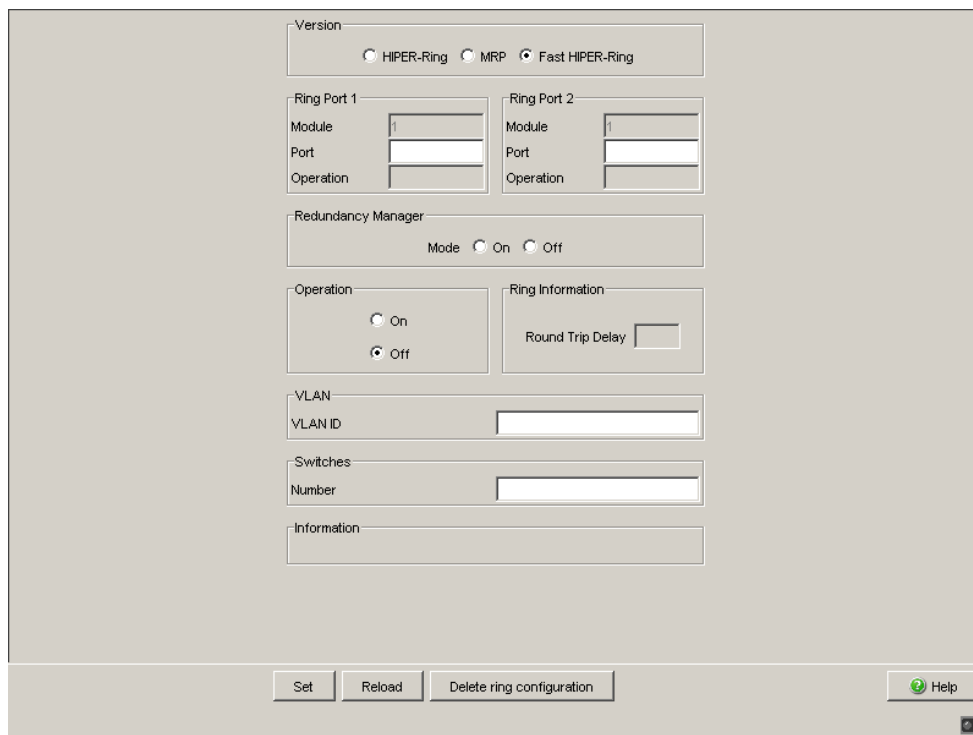 Version
HIPER-Ring MRP Fast HIPER-Ring
Ring Port 1
Module 1
Port
Operation
Ring Port 2
Module 1
Port
Operation
Redundancy Manager
Mode On Off
Operation
On
Off
Ring Information
Round Trip Delay
VLAN
VLAN ID
Switches
Number
Information
Set Reload Delete ring configuration Help